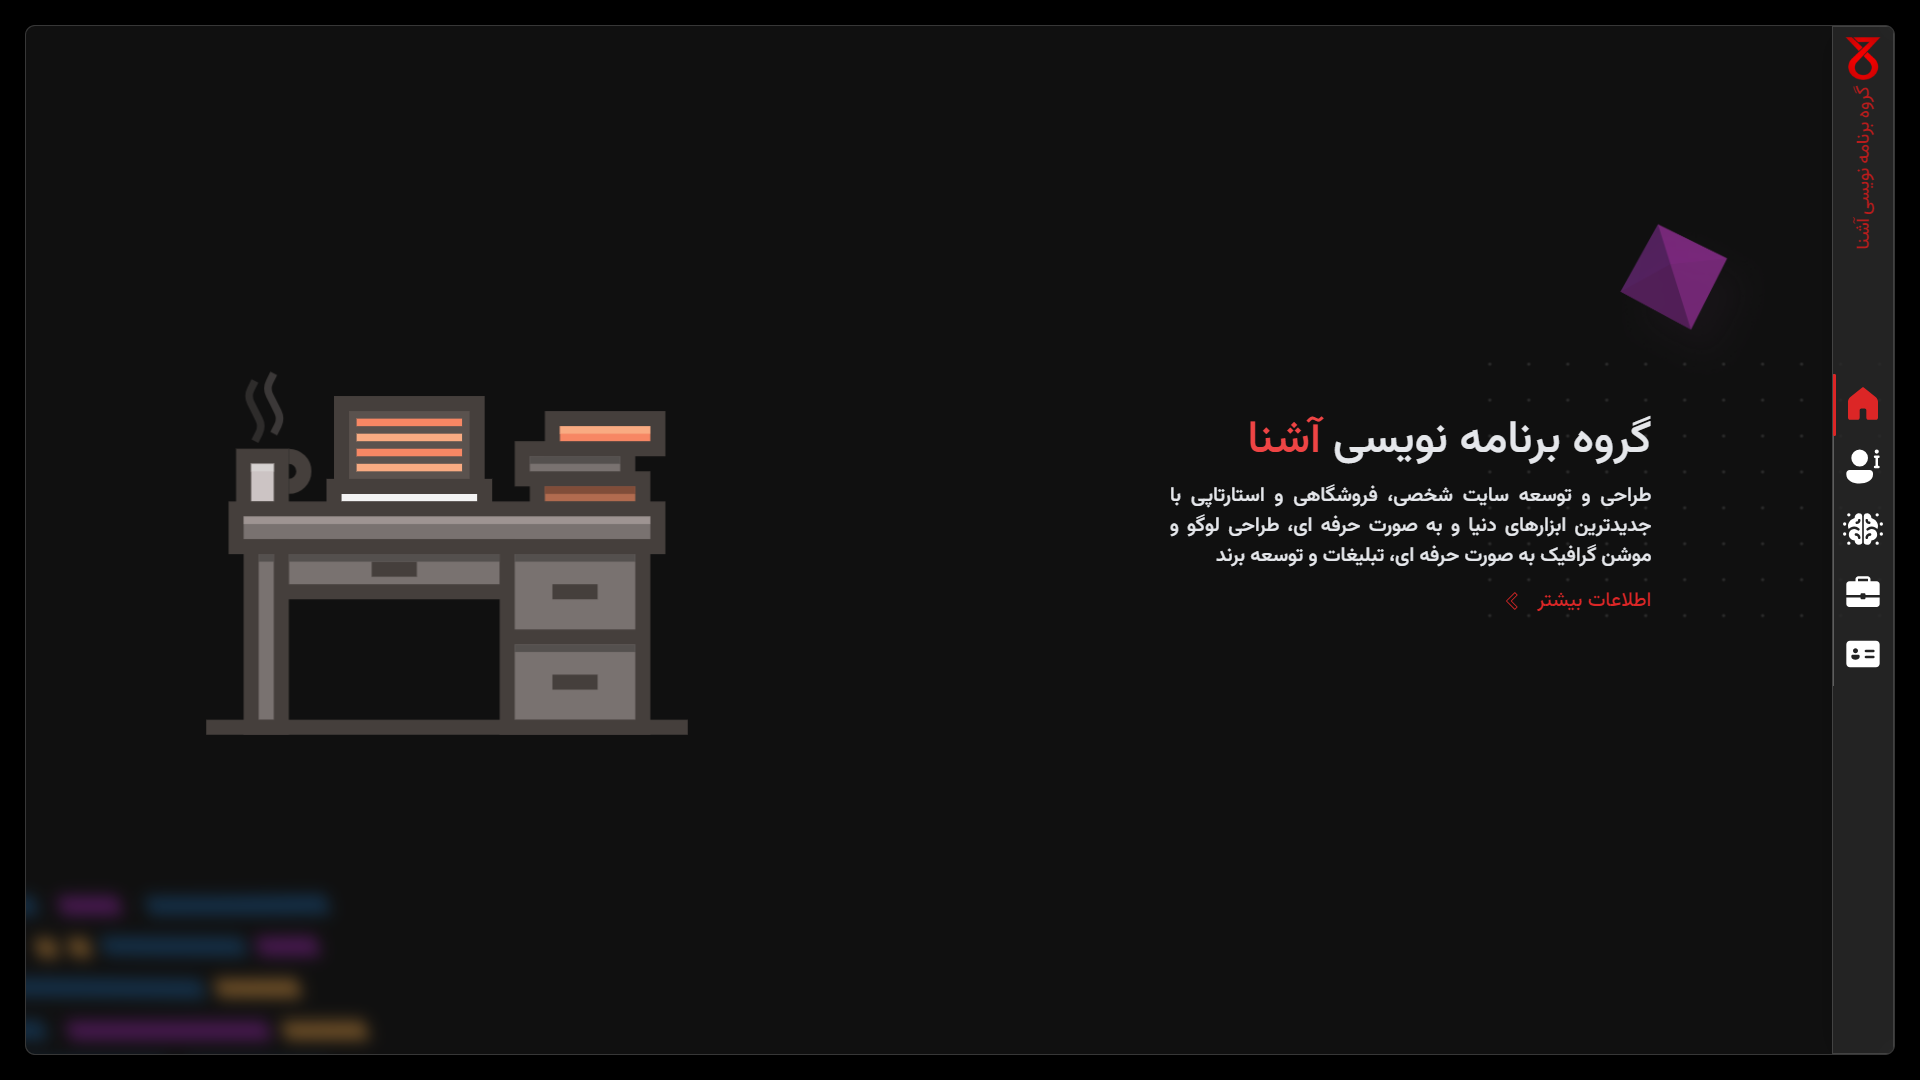 گروه برنامه نویسی آشنا
گروه برنامه نویسی آشنا
طراحی و توسعه سایت شخصی، فروشگاهی و استارتاپی با
جدیدترین ابزارهای دنیا و به صورت حرفه ای، طراحی لوگو و
موشن گرافیک به صورت حرفه ای، تبلیغات و توسعه برند
اطلاعات بیشتر